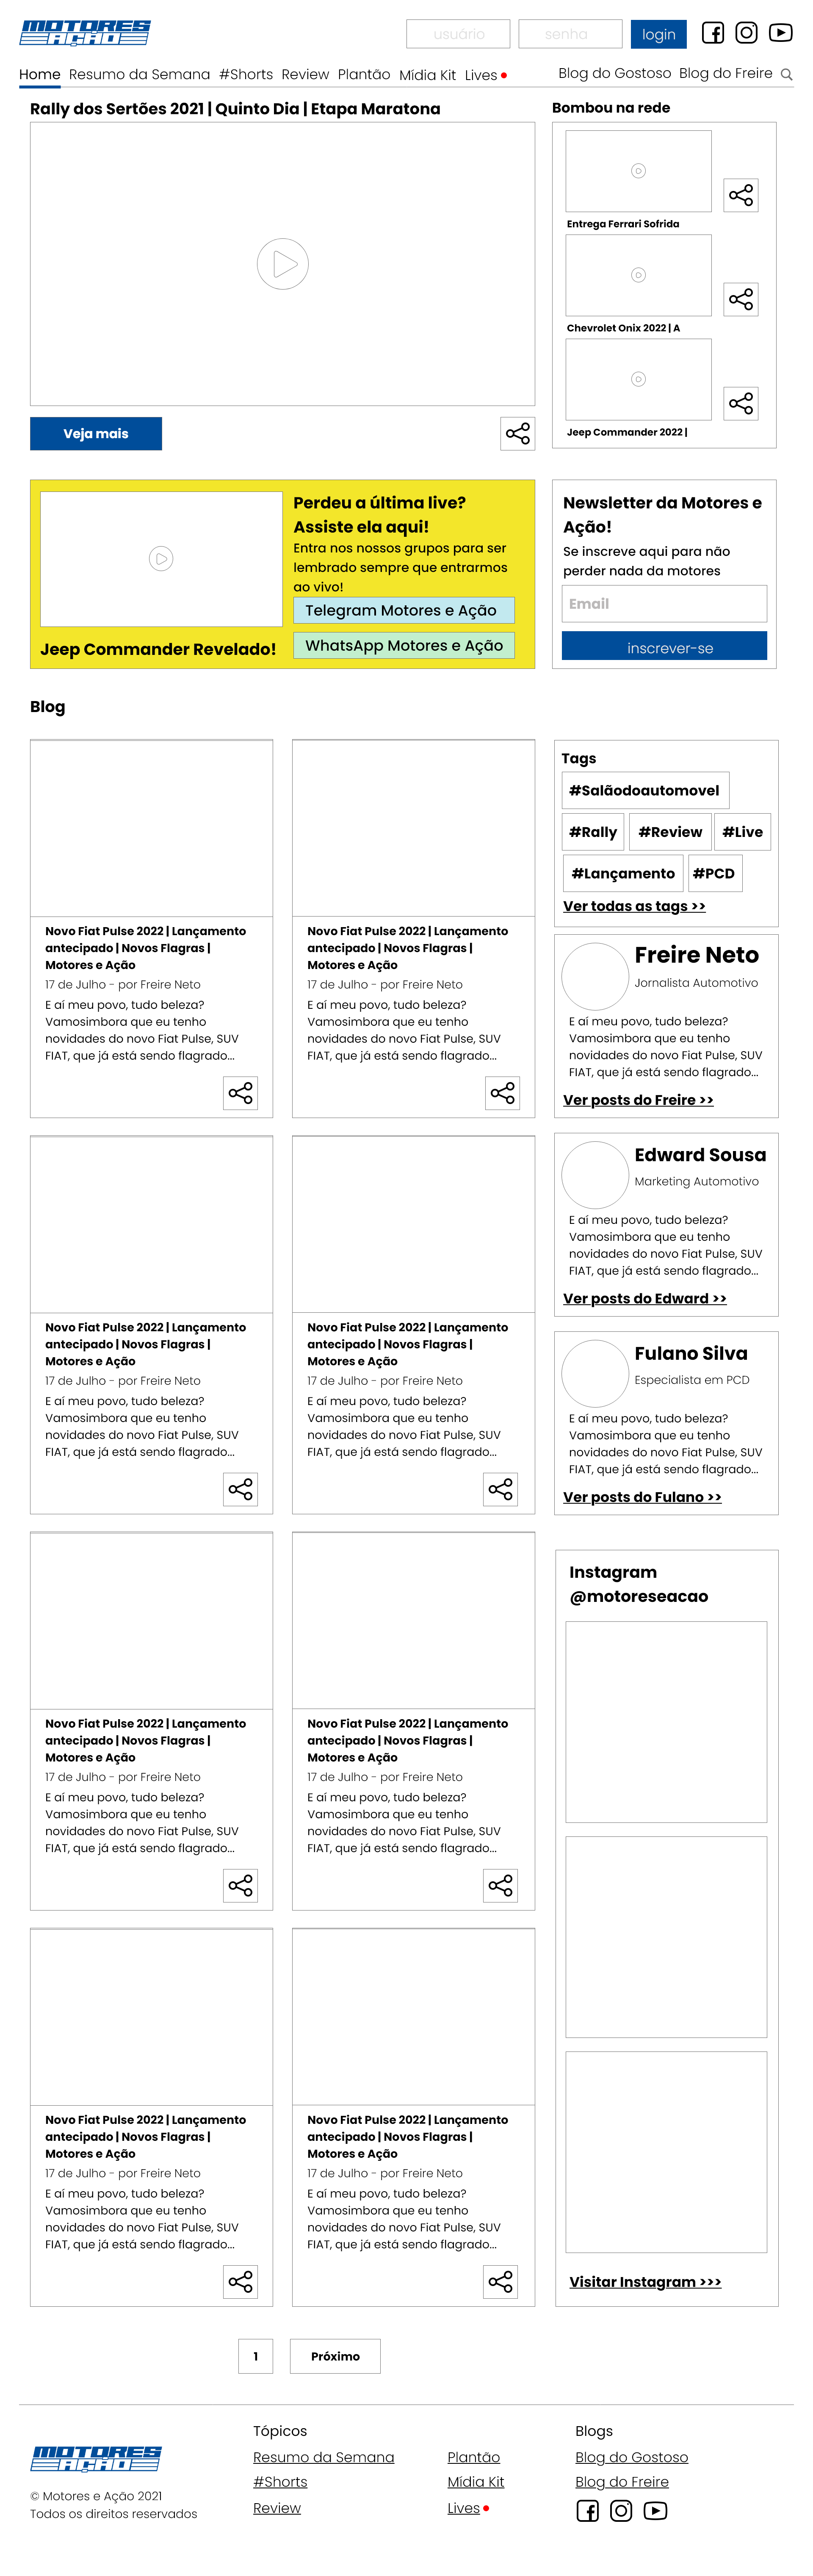 MOTORES
AÇÃO
usuário
senha
login
Home Resumo da Semana #Shorts Review Plantão Mídia Kit Lives
Blog do Gostoso Blog do Freire
Rally dos Sertões 2021 | Quinto Dia | Etapa Maratona
Veja mais
Bombou na rede
Entrega Ferrari Sofrida
Chevrolet Onix 2022 | A
Jeep Commander 2022 |
Jeep Commander Revelado!
Perdeu a última live?
Assiste ela aqui!
Entra nos nossos grupos para ser
lembrado sempre que entrarmos
ao vivo!
Telegram Motores e Ação
WhatsApp Motores e Ação
Newsletter da Motores e
Ação!
Se inscreve aqui para não
perder nada da motores
Email
inscrever-se
Blog
Novo Fiat Pulse 2022 | Lançamento
antecipado | Novos Flagras |
Motores e Ação
17 de Julho - por Freire Neto
E aí meu povo, tudo beleza?
Vamosimbora que eu tenho
novidades do novo Fiat Pulse, SUV
FIAT, que já está sendo flagrado...
Novo Fiat Pulse 2022 | Lançamento
antecipado | Novos Flagras |
Motores e Ação
17 de Julho - por Freire Neto
E aí meu povo, tudo beleza?
Vamosimbora que eu tenho
novidades do novo Fiat Pulse, SUV
FIAT, que já está sendo flagrado...
Novo Fiat Pulse 2022 | Lançamento
antecipado | Novos Flagras |
Motores e Ação
17 de Julho - por Freire Neto
E aí meu povo, tudo beleza?
Vamosimbora que eu tenho
novidades do novo Fiat Pulse, SUV
FIAT, que já está sendo flagrado...
Novo Fiat Pulse 2022 | Lançamento
antecipado | Novos Flagras |
Motores e Ação
17 de Julho - por Freire Neto
E aí meu povo, tudo beleza?
Vamosimbora que eu tenho
novidades do novo Fiat Pulse, SUV
FIAT, que já está sendo flagrado...
Novo Fiat Pulse 2022 | Lançamento
antecipado | Novos Flagras |
Motores e Ação
17 de Julho - por Freire Neto
E aí meu povo, tudo beleza?
Vamosimbora que eu tenho
novidades do novo Fiat Pulse, SUV
FIAT, que já está sendo flagrado...
Novo Fiat Pulse 2022 | Lançamento
antecipado | Novos Flagras |
Motores e Ação
17 de Julho - por Freire Neto
E aí meu povo, tudo beleza?
Vamosimbora que eu tenho
novidades do novo Fiat Pulse, SUV
FIAT, que já está sendo flagrado...
Novo Fiat Pulse 2022 | Lançamento
antecipado | Novos Flagras |
Motores e Ação
17 de Julho - por Freire Neto
E aí meu povo, tudo beleza?
Vamosimbora que eu tenho
novidades do novo Fiat Pulse, SUV
FIAT, que já está sendo flagrado...
Novo Fiat Pulse 2022 | Lançamento
antecipado | Novos Flagras |
Motores e Ação
17 de Julho - por Freire Neto
E aí meu povo, tudo beleza?
Vamosimbora que eu tenho
novidades do novo Fiat Pulse, SUV
FIAT, que já está sendo flagrado...
Tags
#Salãodoautomovel
#Rally #Review #Live
#Lançamento #PCD
Ver todas as tags >>
Freire Neto
Jornalista Automotivo
E aí meu povo, tudo beleza?
Vamosimbora que eu tenho
novidades do novo Fiat Pulse, SUV
FIAT, que já está sendo flagrado...
Ver posts do Freire >>
Edward Sousa
Marketing Automotivo
E aí meu povo, tudo beleza?
Vamosimbora que eu tenho
novidades do novo Fiat Pulse, SUV
FIAT, que já está sendo flagrado...
Ver posts do Edward >>
Fulano Silva
Especialista em PCD
E aí meu povo, tudo beleza?
Vamosimbora que eu tenho
novidades do novo Fiat Pulse, SUV
FIAT, que já está sendo flagrado...
Ver posts do Fulano >>
Instagram
@motoreseacao
Visitar Instagram >>>
1
Próximo
MOTORES
AÇÃO
© Motores e Ação 2021
Todos os direitos reservados
Tópicos
Resumo da Semana
#Shorts
Review
Plantão
Mídia Kit
Lives
Blogs
Blog do Gostoso
Blog do Freire